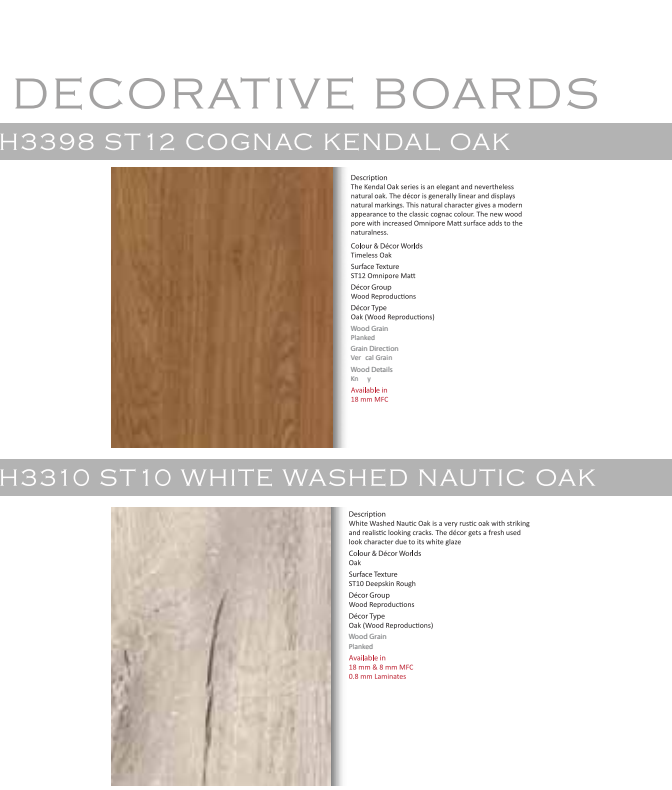 DECORATIVE BOARDS
H3398 ST12 COGNAC KENDAL OAK
Description
The Kendal Oak series is an elegant and nevertheless
natural oak. The décor is generally linear and displays
natural markings. This natural character gives a modern
appearance to the classic cognac colour. The new wood
pore with increased Omnipore Matt surface adds to the
naturalness.
Colour & Décor Worlds
Timeless Oak
Surface Texture
ST12 Omnipore Matt
Décor Group
Wood Reproductions
Décor Type
Oak (Wood Reproductions)
Wood Grain
Planked
Grain Direction
Ver cal Grain
Wood Details
Kn y
Available in
18 mm MFC
H3310 ST10 WHITE WASHED NAUTIC OAK
Description
White Washed Nautic Oak is a very rustic oak with striking
and realistic looking cracks. The décor gets a fresh used
look character due to its white glaze
Colour & Décor Worlds
Oak
Surface Texture
ST10 Deepskin Rough
Décor Group
Wood Reproductions
Décor Type
Oak (Wood Reproductions)
Wood Grain
Planked
Available in
18 mm & 8 mm MFC
0.8 mm Laminates